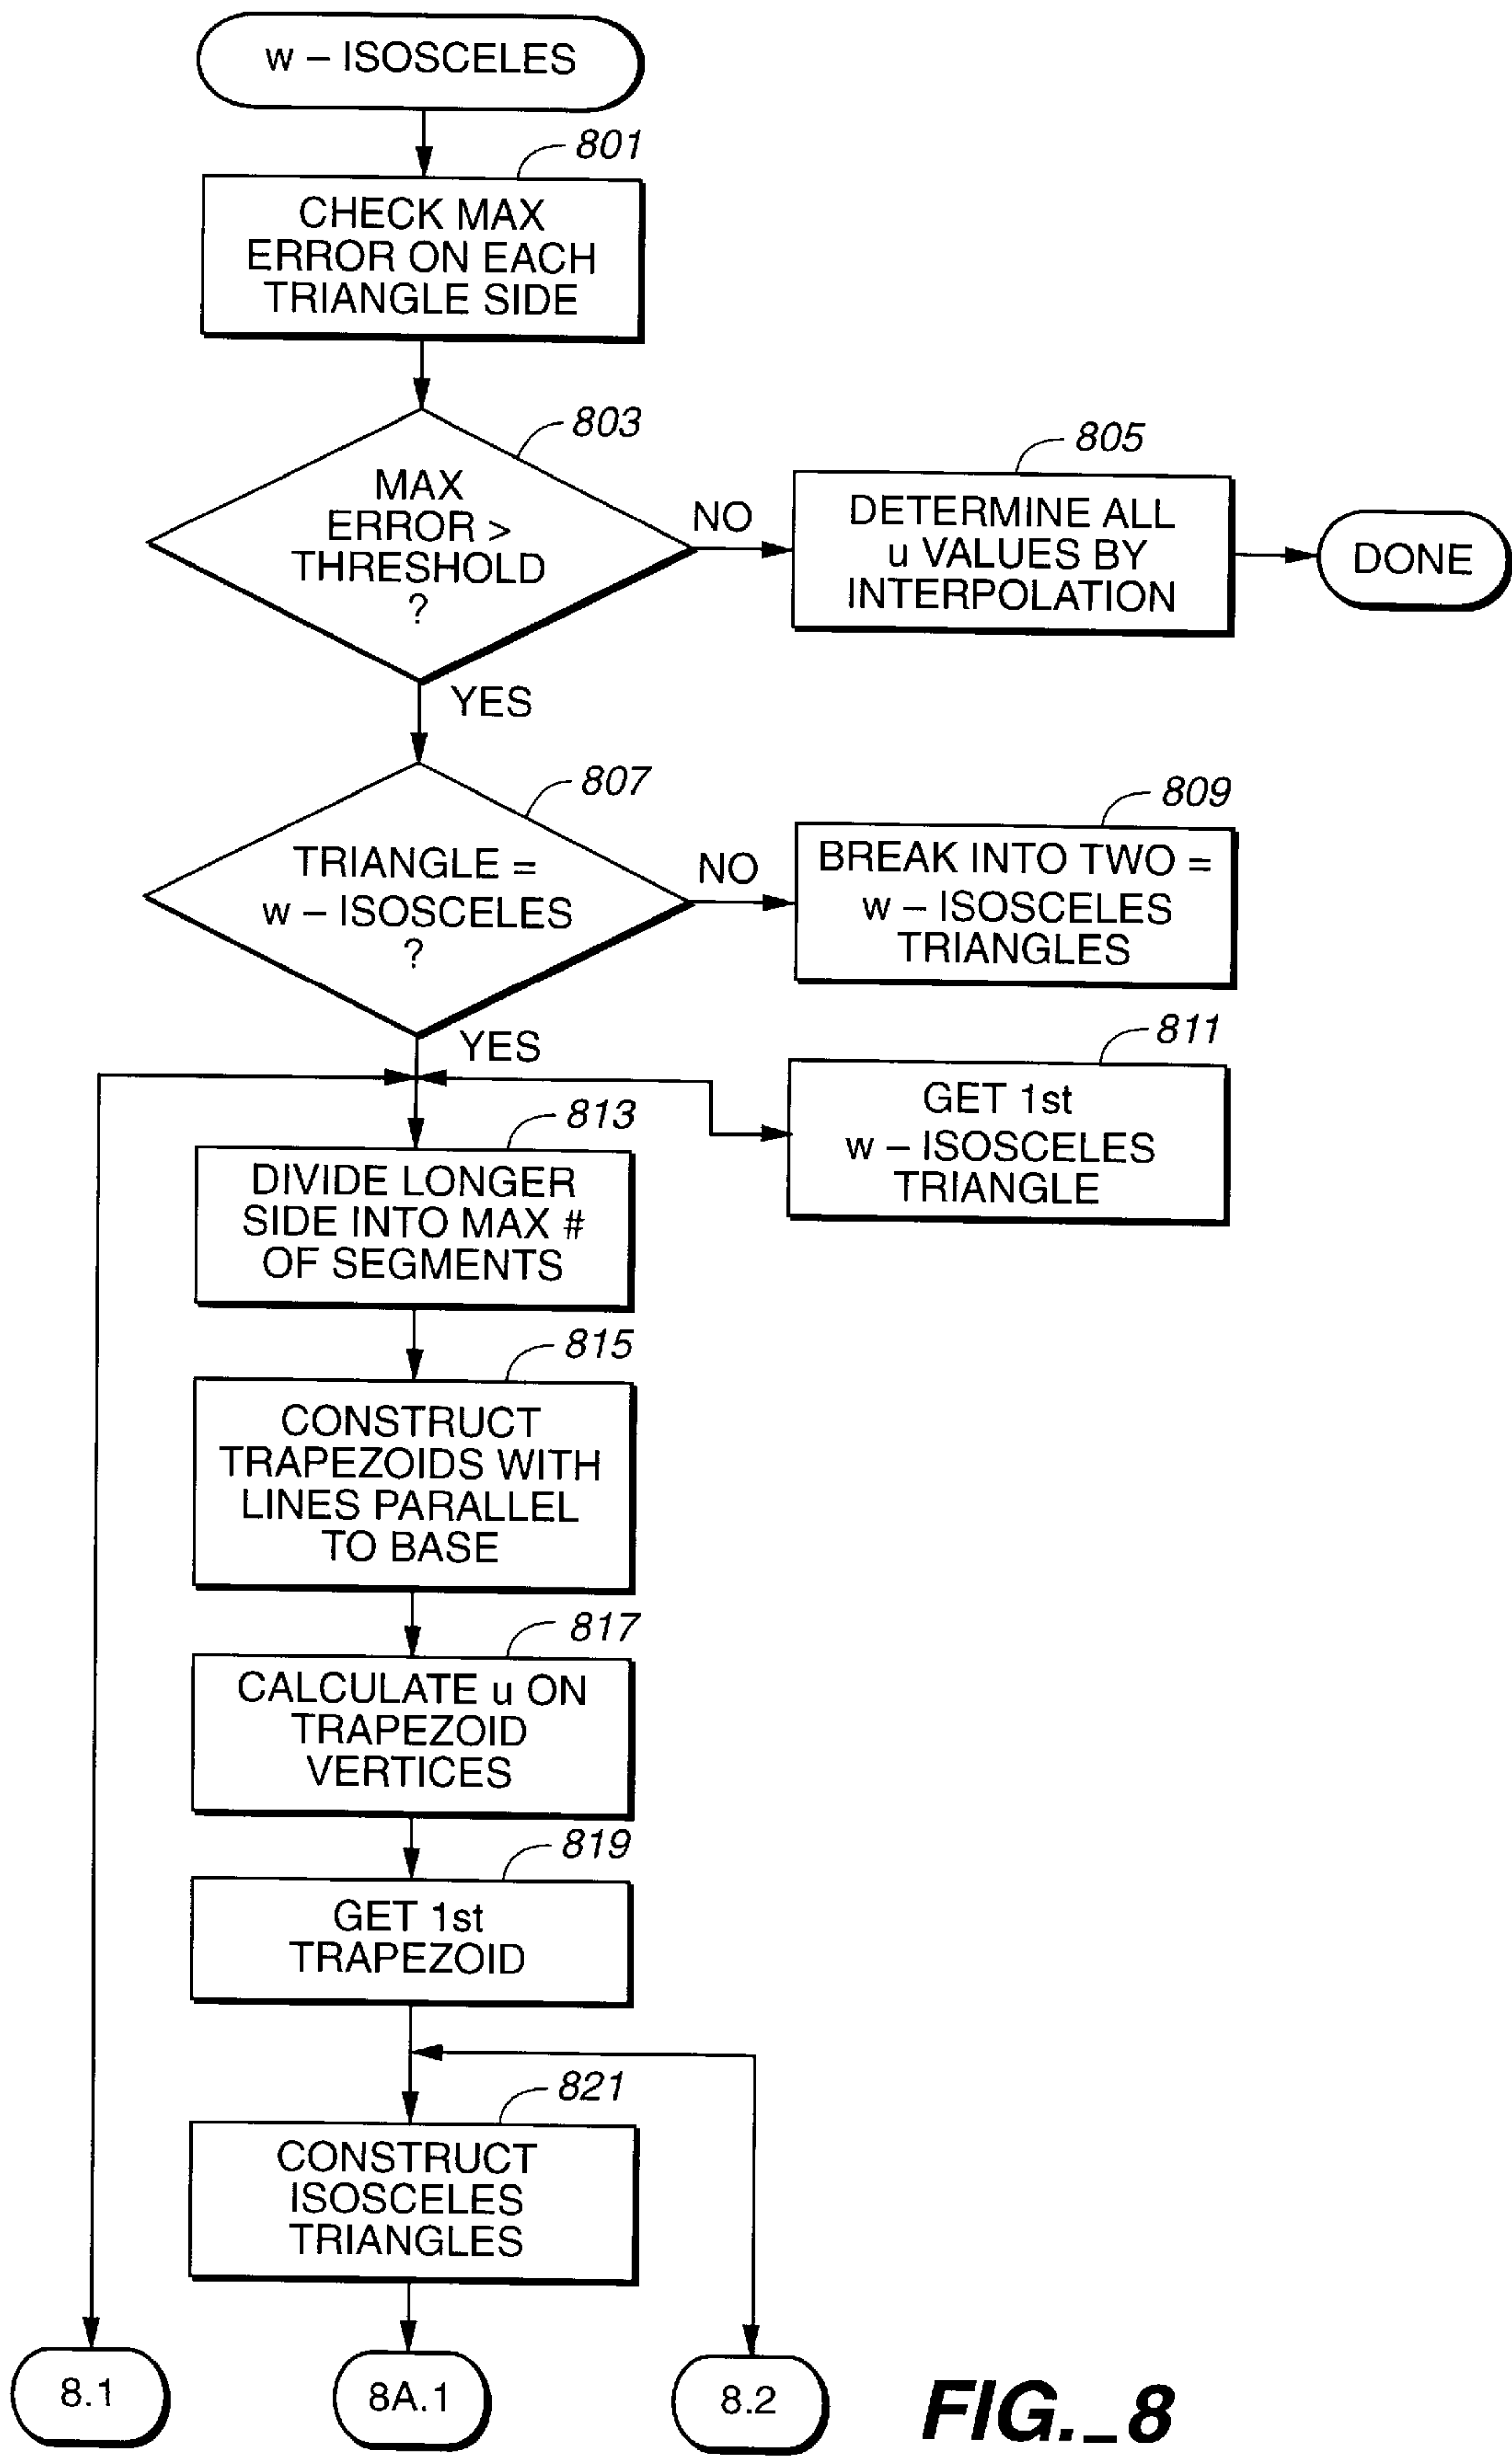 w – ISOSCELES
801
CHECK MAX
ERROR ON EACH
TRIANGLE SIDE
803
MAX
ERROR >
THRESHOLD
?
NO
805
DETERMINE ALL
u VALUES BY
INTERPOLATION
DONE
YES
807
TRIANGLE =
w – ISOSCELES
?
NO
809
BREAK INTO TWO =
w – ISOSCELES
TRIANGLES
YES
811
GET 1st
w – ISOSCELES
TRIANGLE
813
DIVIDE LONGER
SIDE INTO MAX #
OF SEGMENTS
815
CONSTRUCT
TRAPEZOIDS WITH
LINES PARALLEL
TO BASE
817
CALCULATE u ON
TRAPEZOID
VERTICES
819
GET 1st
TRAPEZOID
821
CONSTRUCT
ISOSCELES
TRIANGLES
8.1
8A.1
8.2
FIG._8